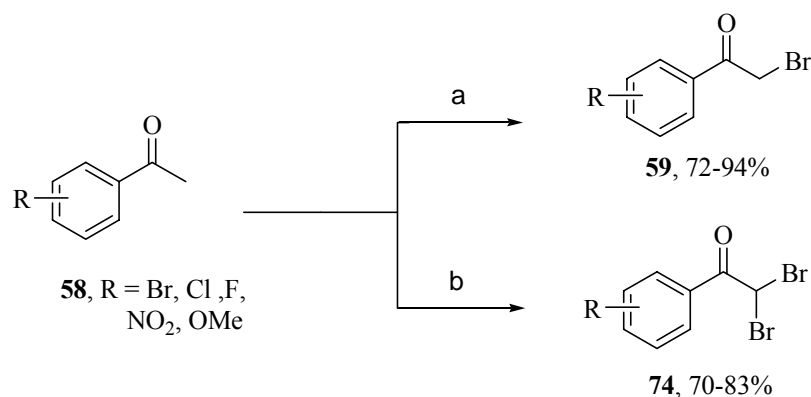 O
Br
R
a
59, 72-94%
O
R
58, R = Br, Cl ,F,
NO2, OMe
b
O
Br
R
Br
74, 70-83%